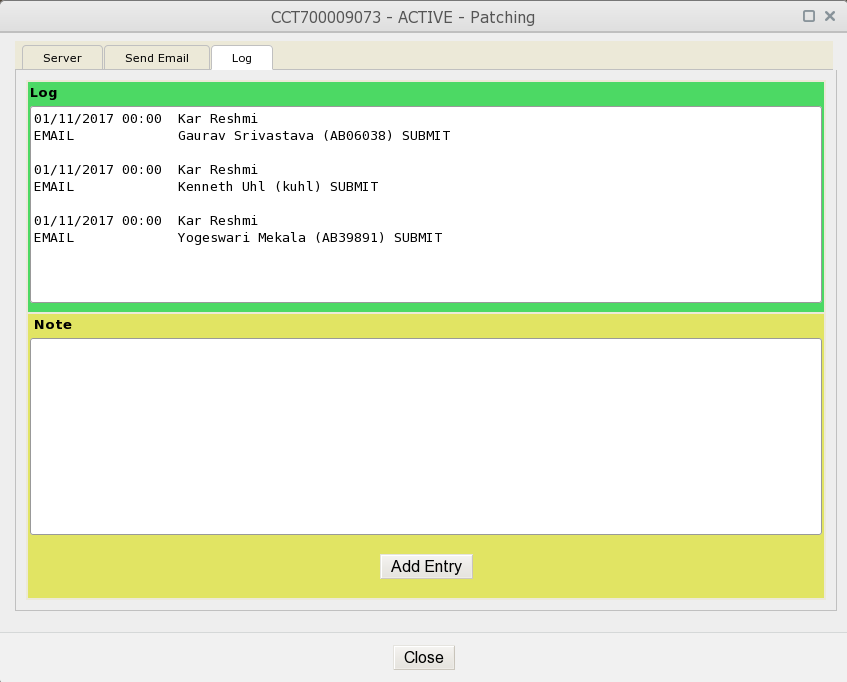 CCT700009073 - ACTIVE - Patching
Server Send Email Log
Log
01/11/2017 00:00  Kar Reshmi
EMAIL             Gaurav Srivastava (AB06038) SUBMIT
01/11/2017 00:00  Kar Reshmi
EMAIL             Kenneth Uhl (kuhl) SUBMIT
01/11/2017 00:00  Kar Reshmi
EMAIL             Yogeswari Mekala (AB39891) SUBMIT
Note
Add Entry
Close